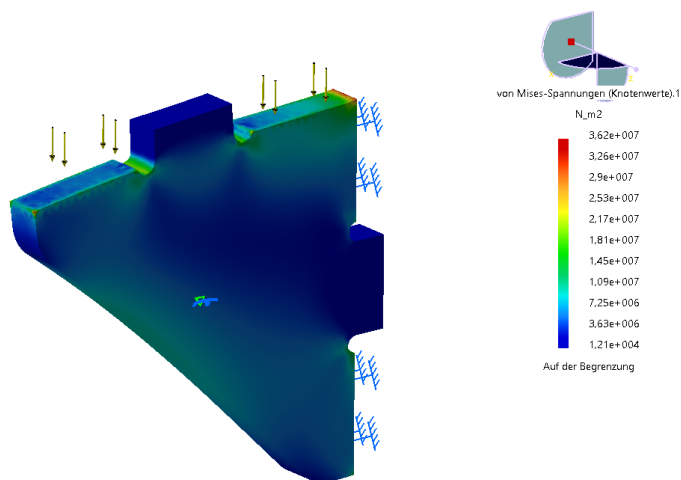 x
z
von Mises-Spannungen (Knotenwerte).1
N_m2
3,62e+007
3,26e+007
2,9e+007
2,53e+007
2,17e+007
1,81e+007
1,45e+007
1,09e+007
7,25e+006
3,63e+006
1,21e+004
Auf der Begrenzung